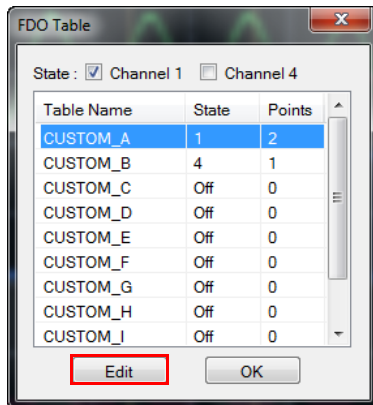 FDO Table
State : Channel 1 Channel 4
Table Name State Points
CUSTOM_A 1 2
CUSTOM_B 4 1
CUSTOM_C Off 0
CUSTOM_D Off 0
CUSTOM_E Off 0
CUSTOM_F Off 0
CUSTOM_G Off 0
CUSTOM_H Off 0
CUSTOM_I Off 0
Edit OK